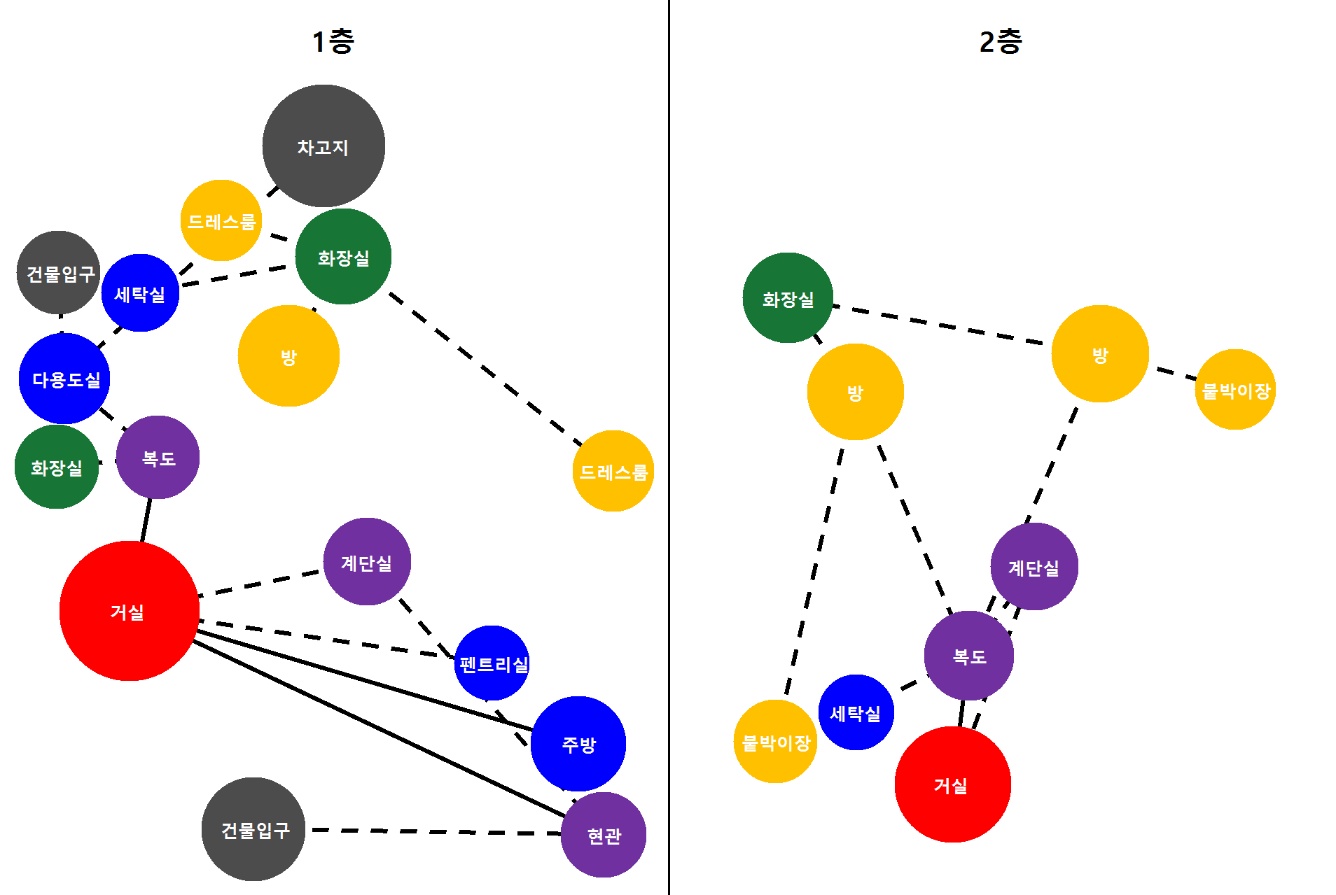 1층
차고지
드레스룸
화장실
건물입구
세탁실
방
다용도실
복도
화장실
드레스룸
계단실
거실
펜트리실
주방
건물입구
현관
2층
화장실
방
방
붙박이장
계단실
복도
세탁실
붙박이장
거실